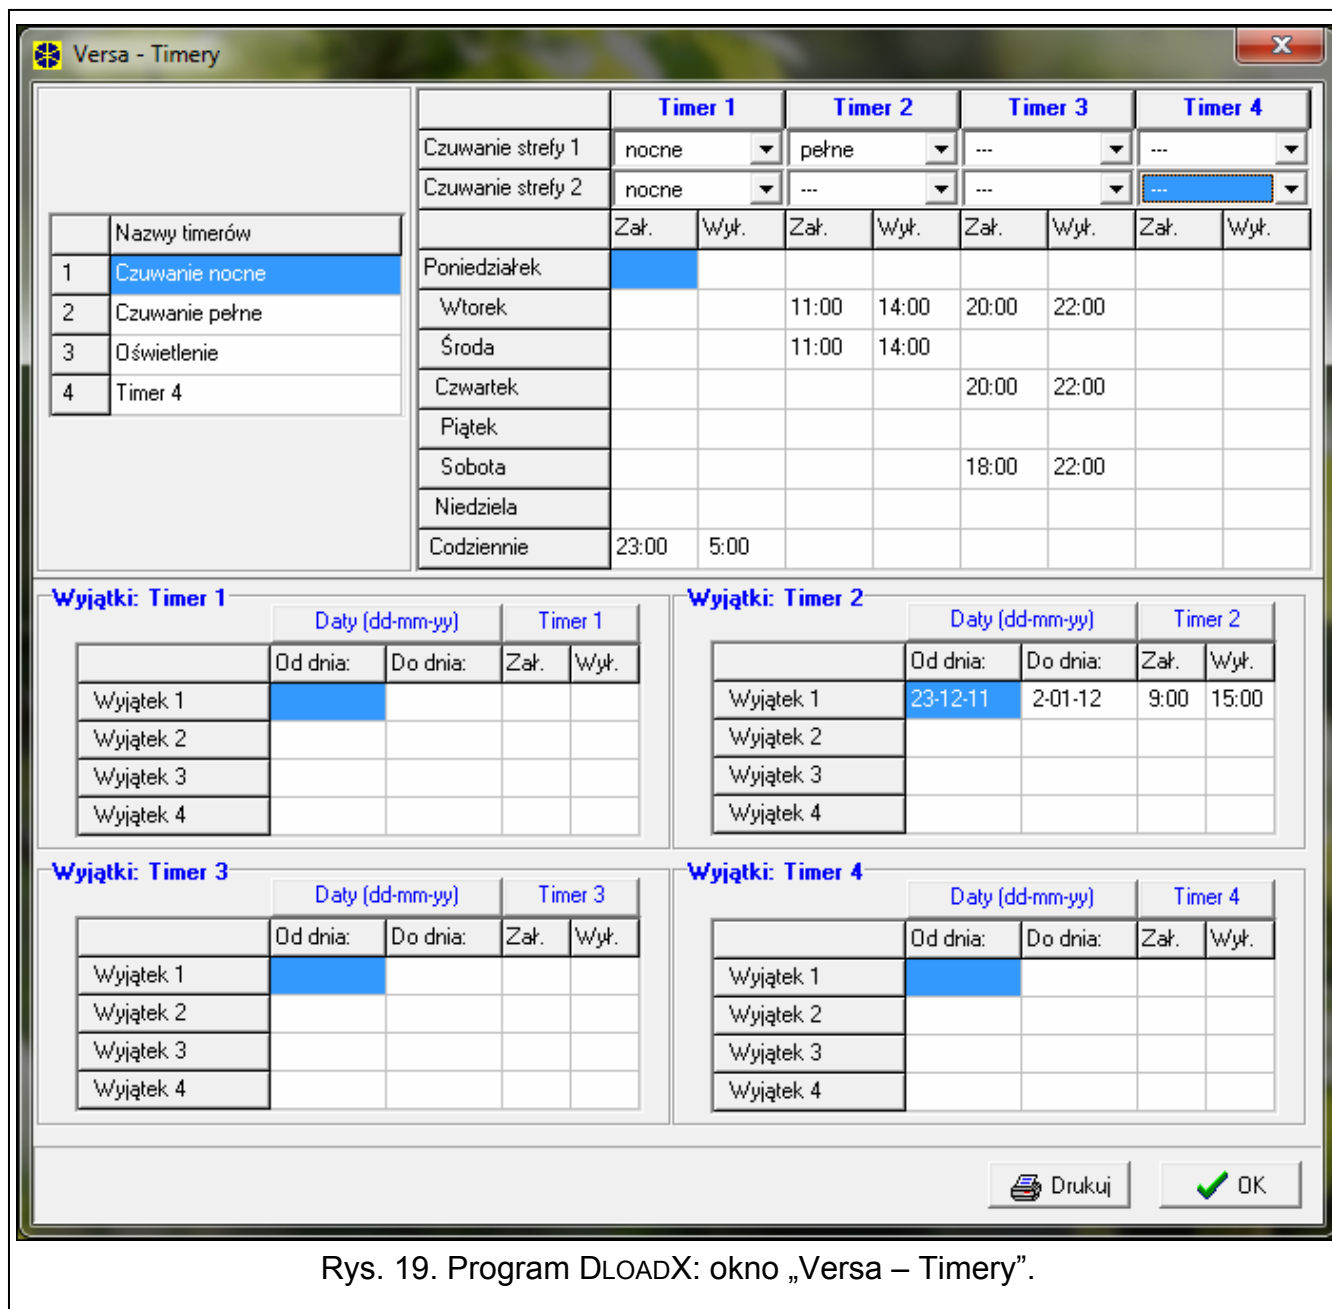 Versa - Timery
x
Timer 1 Timer 2 Timer 3 Timer 4
Czuwanie strefy 1 nocne pełne --- ---
Czuwanie strefy 2 nocne --- --- ---
Zał. Wył. Zał. Wył. Zał. Wył. Zał. Wył.
Nazwy timerów
1 Czuwanie nocne
2 Czuwanie pełne
3 Oświetlenie
4 Timer 4
Poniedziałek
Wtorek 11:00 14:00 20:00 22:00
Środa 11:00 14:00
Czwartek 20:00 22:00
Piątek
Sobota 18:00 22:00
Niedziela
Codziennie 23:00 5:00
Wyjątki: Timer 1
Daty (dd-mm-yy) Timer 1
Od dnia: Do dnia: Zał. Wył.
Wyjątek 1
Wyjątek 2
Wyjątek 3
Wyjątek 4
Wyjątki: Timer 2
Daty (dd-mm-yy) Timer 2
Od dnia: Do dnia: Zał. Wył.
Wyjątek 1 23-12-11 2-01-12 9:00 15:00
Wyjątek 2
Wyjątek 3
Wyjątek 4
Wyjątki: Timer 3
Daty (dd-mm-yy) Timer 3
Od dnia: Do dnia: Zał. Wył.
Wyjątek 1
Wyjątek 2
Wyjątek 3
Wyjątek 4
Wyjątki: Timer 4
Daty (dd-mm-yy) Timer 4
Od dnia: Do dnia: Zał. Wył.
Wyjątek 1
Wyjątek 2
Wyjątek 3
Wyjątek 4
Drukuj OK
Rys. 19. Program DLOADX: okno „Versa – Timery”.